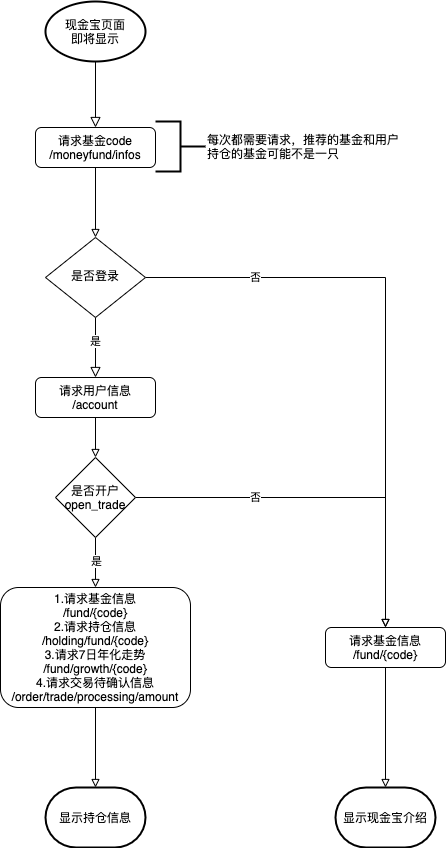 现金宝页面
即将显示
请求基金code
/moneyfund/infos
每次都需要请求，推荐的基金和用户
持仓的基金可能不是一只
是否登录
否
是
请求用户信息
/account
是否开户
open_trade
否
是
1.请求基金信息
/fund/{code}
2.请求持仓信息
/holding/fund/{code}
3.请求7日年化走势
/fund/growth/{code}
4.请求交易待确认信息
/order/trade/processing/amount
请求基金信息
/fund/{code}
显示持仓信息
显示现金宝介绍